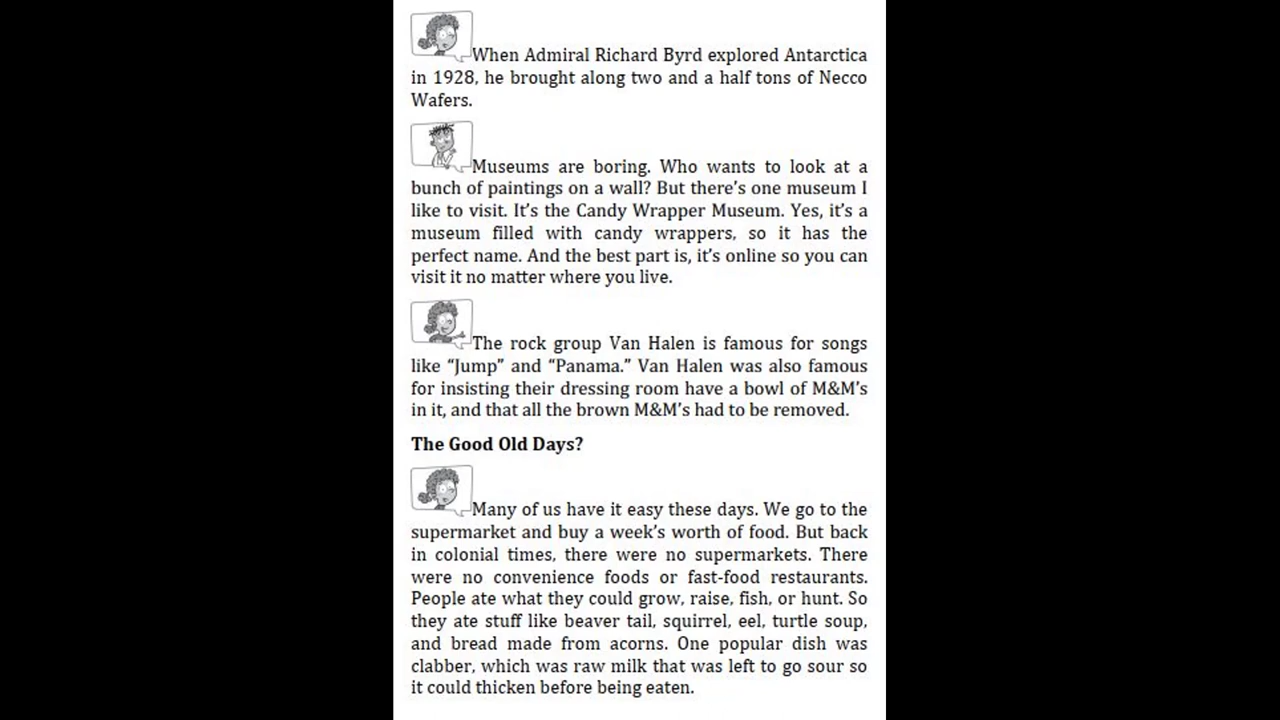 When Admiral Richard Byrd explored Antarctica
in 1928, he brought along two and a half tons of Necco
Wafers.
Museums are boring. Who wants to look at a
bunch of paintings on a wall? But there’s one museum I
like to visit. It’s the Candy Wrapper Museum. Yes, it’s a
museum filled with candy wrappers, so it has the
perfect name. And the best part is, it’s online so you can
visit it no matter where you live.
The rock group Van Halen is famous for songs
like “Jump” and “Panama.” Van Halen was also famous
for insisting their dressing room have a bowl of M&M’s
in it, and that all the brown M&M’s had to be removed.
The Good Old Days?
Many of us have it easy these days. We go to the
supermarket and buy a week’s worth of food. But back
in colonial times, there were no supermarkets. There
were no convenience foods or fast-food restaurants.
People ate what they could grow, raise, fish, or hunt. So
they ate stuff like beaver tail, squirrel, eel, turtle soup,
and bread made from acorns. One popular dish was
clabber, which was raw milk that was left to go sour so
it could thicken before being eaten.